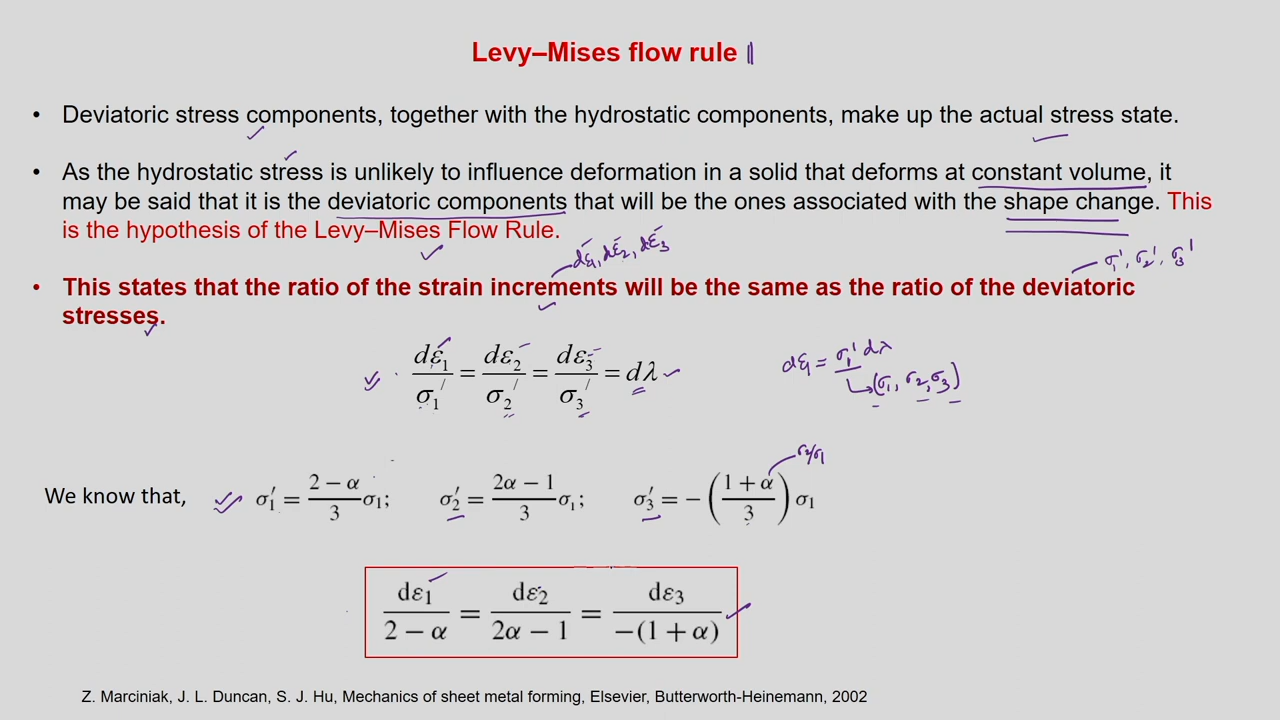 Levy–Mises flow rule
• Deviatoric stress components, together with the hydrostatic components, make up the actual stress state.
• As the hydrostatic stress is unlikely to influence deformation in a solid that deforms at constant volume, it
may be said that it is the deviatoric components that will be the ones associated with the shape change. This
is the hypothesis of the Levy–Mises Flow Rule.
dε1, dε2, dε3
σ1′, σ2′, σ3′
• This states that the ratio of the strain increments will be the same as the ratio of the deviatoric
stresses.
dε₁/σ₁′ = dε₂/σ₂′ = dε₃/σ₃′ = dλ
dε1 = σ1′ dλ
(σ1, σ2, σ3)
σ2/σ1
We know that, σ′₁ = (2 − α)/3 σ₁; σ′₂ = (2α − 1)/3 σ₁; σ′₃ = −((1 + α)/3) σ₁
dε₁/(2 − α) = dε₂/(2α − 1) = dε₃/−(1 + α)
Z. Marciniak, J. L. Duncan, S. J. Hu, Mechanics of sheet metal forming, Elsevier, Butterworth-Heinemann, 2002